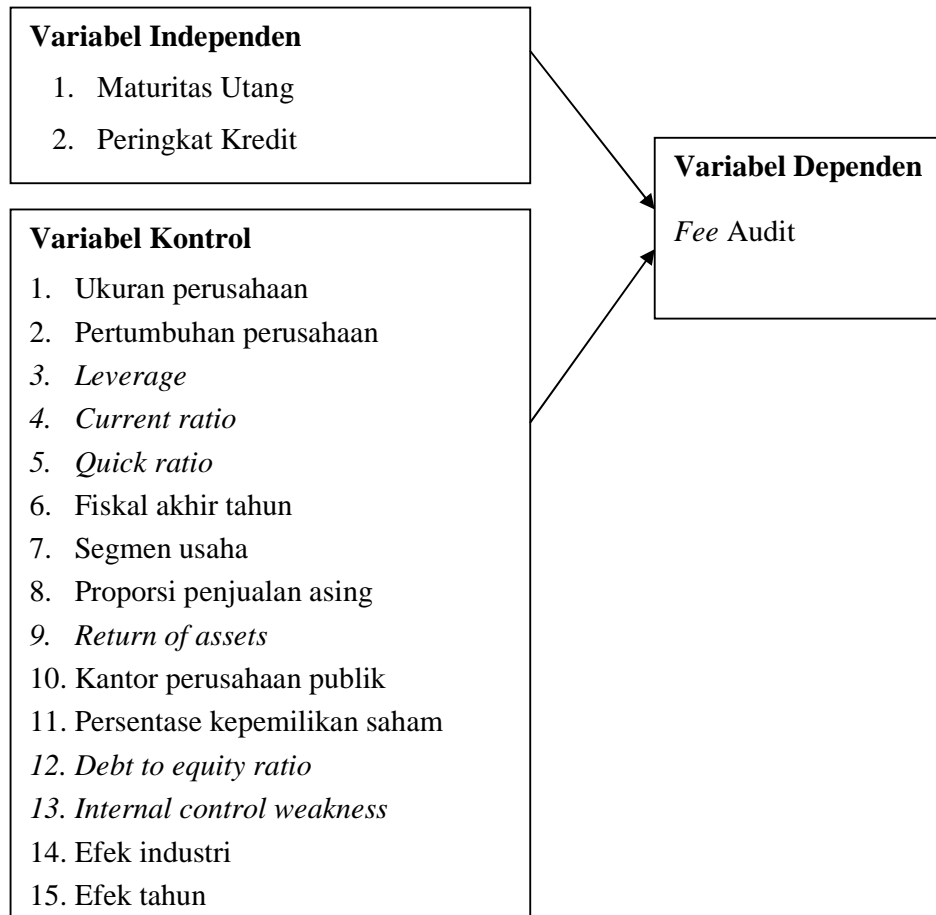 Variabel Independen
1. Maturitas Utang
2. Peringkat Kredit
Variabel Dependen
Fee Audit
Variabel Kontrol
1. Ukuran perusahaan
2. Pertumbuhan perusahaan
3. Leverage
4. Current ratio
5. Quick ratio
6. Fiskal akhir tahun
7. Segmen usaha
8. Proporsi penjualan asing
9. Return of assets
10. Kantor perusahaan publik
11. Persentase kepemilikan saham
12. Debt to equity ratio
13. Internal control weakness
14. Efek industri
15. Efek tahun